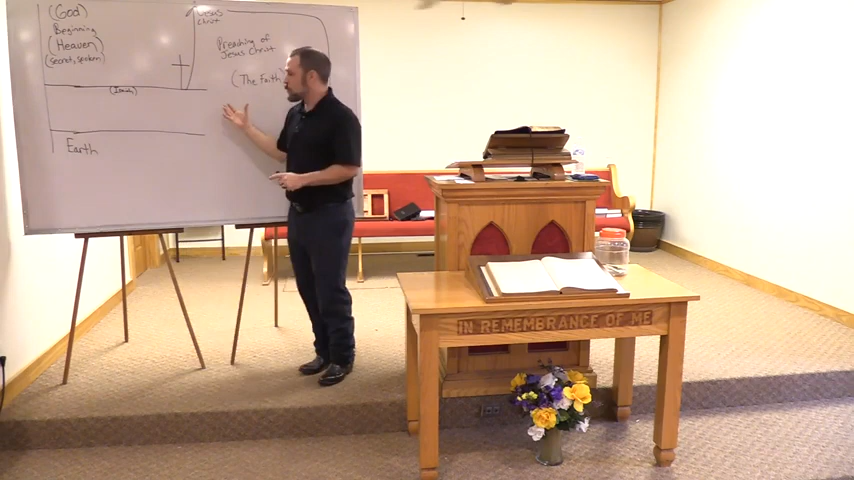 (God)
Beginning
(Heaven)
(secret, spoken)
Jesus
Christ
Preaching of
Jesus Christ
(The Faith)
Earth
IN REMEMBRANCE OF ME